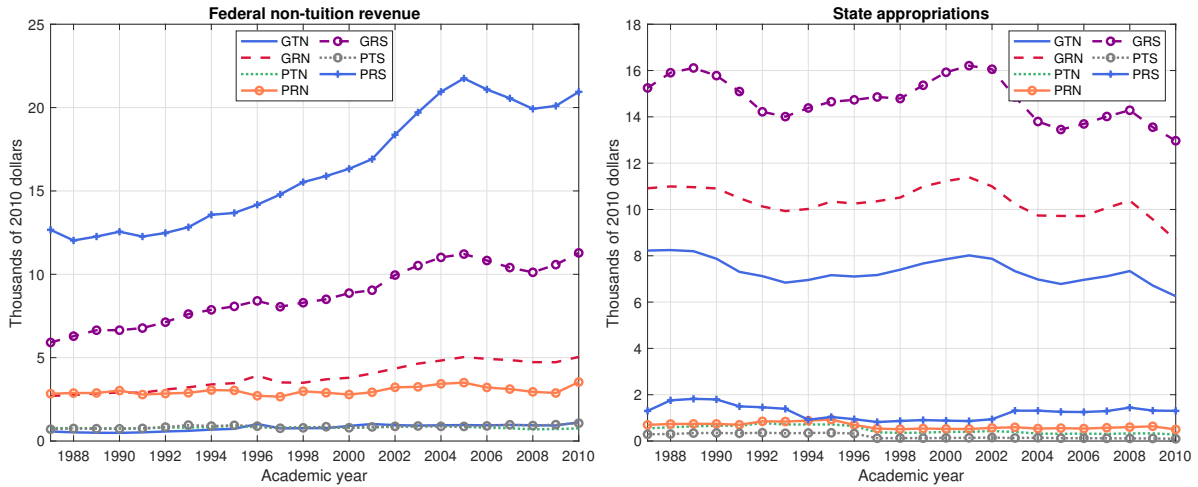 Federal non-tuition revenue
Thousands of 2010 dollars
25
20
15
10
5
0
GTN
GRN
PTN
PRN
GRS
PTS
PRS
1988 1990 1992 1994 1996 1998 2000 2002 2004 2006 2008 2010
Academic year
State appropriations
Thousands of 2010 dollars
18
16
14
12
10
8
6
4
2
0
GTN
GRN
PTN
PRN
GRS
PTS
PRS
1988 1990 1992 1994 1996 1998 2000 2002 2004 2006 2008 2010
Academic year